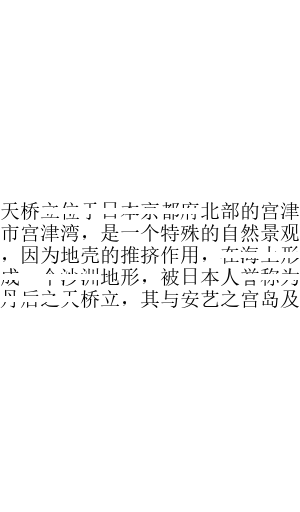 天桥立位于日本京都府北部的宫津
市宫津湾，是一个特殊的自然景观
，因为地壳的推挤作用，在海上形
成一个沙洲地形，被日本人誉称为
丹后之天桥立，其与安艺之宫岛及